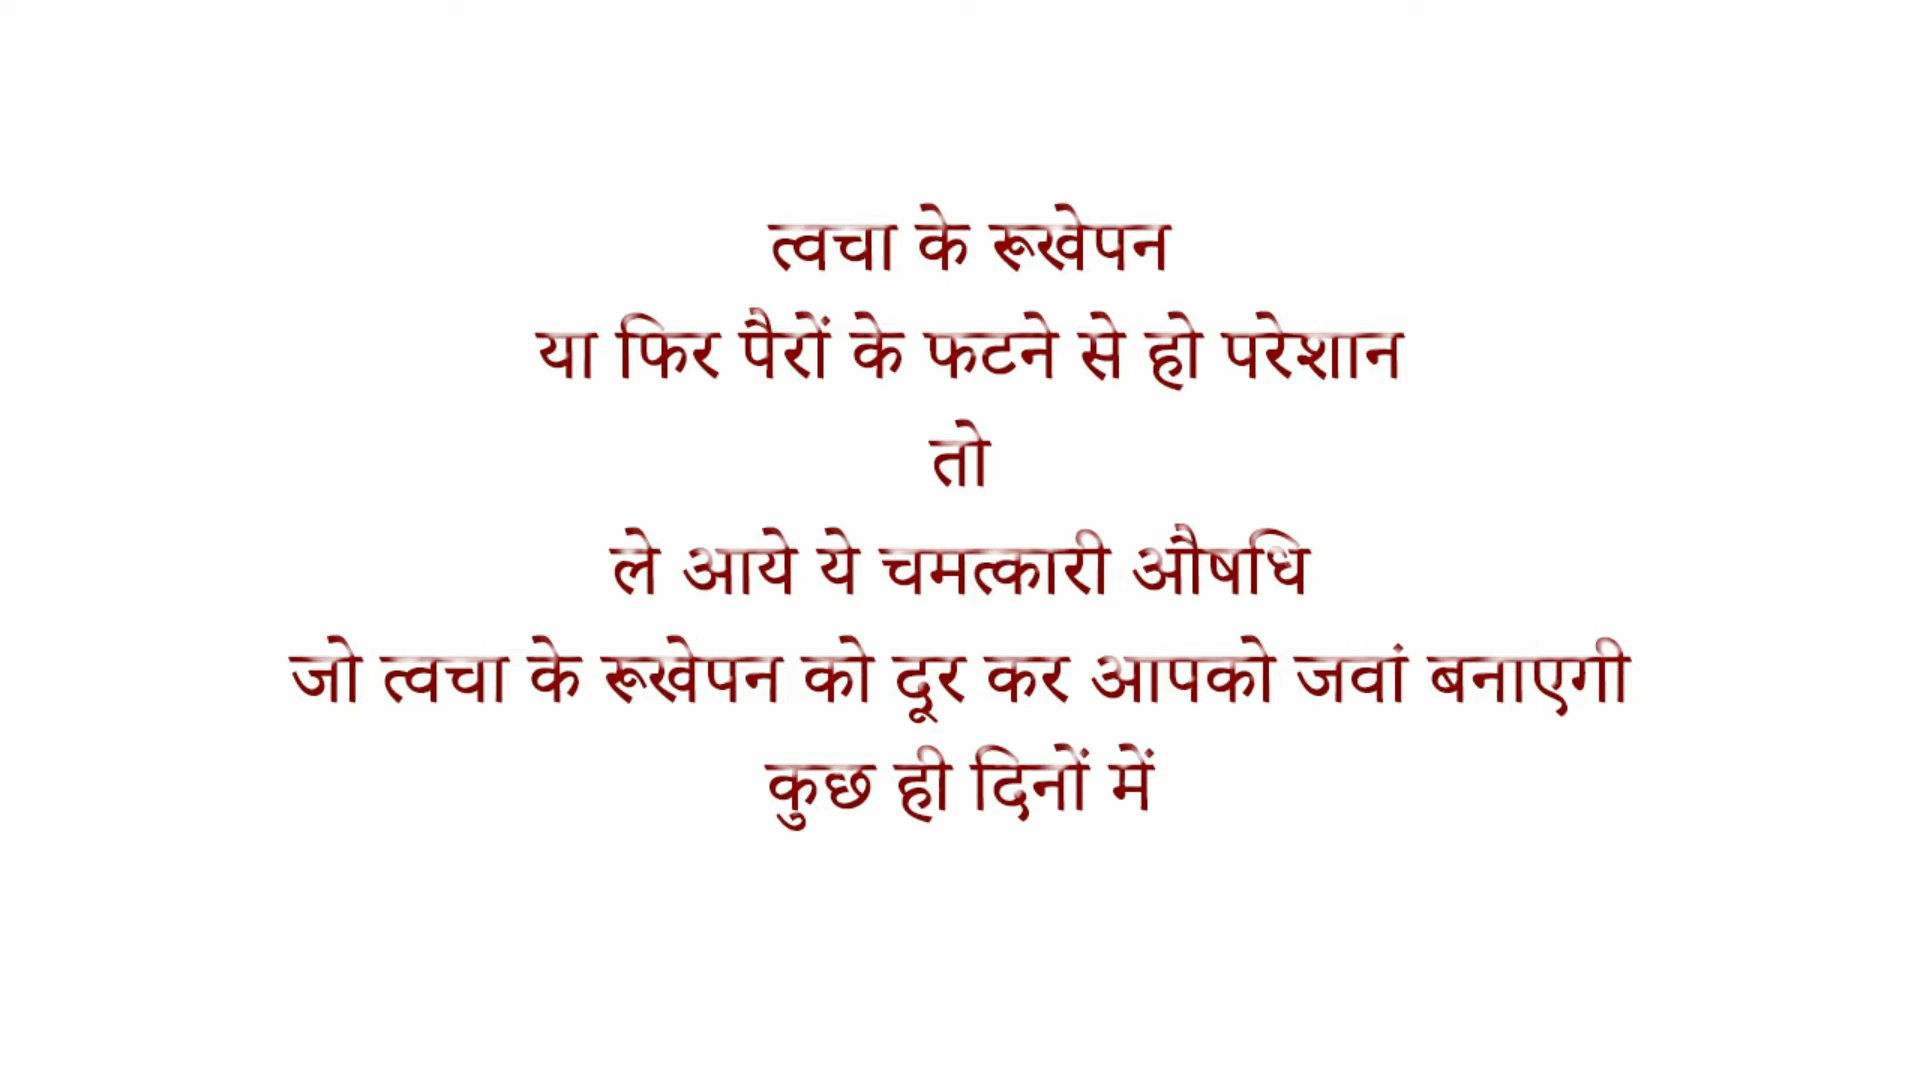 त्वचा के रूखेपन
या फिर पैरों के फटने से हो परेशान
तो
ले आये ये चमत्कारी औषधि
जो त्वचा के रूखेपन को दूर कर आपको जवां बनाएगी
कुछ ही दिनों में